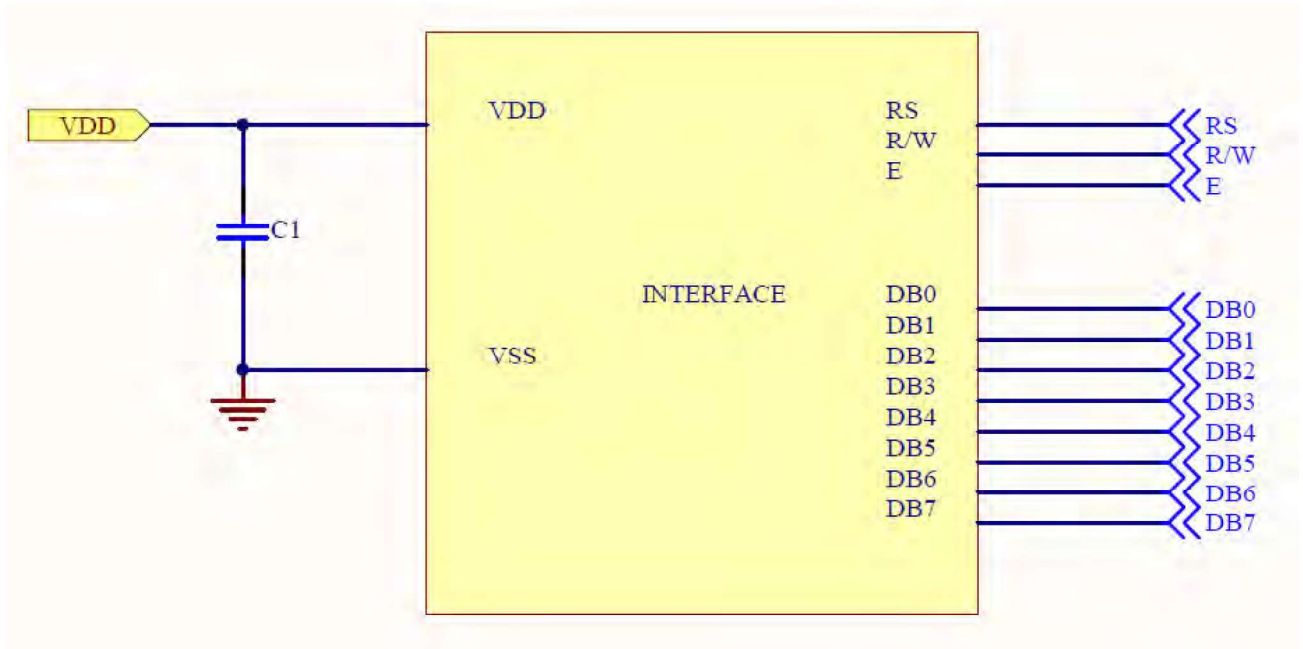 VDD
VDD
C1
VSS
INTERFACE
RS
R/W
E
DB0
DB1
DB2
DB3
DB4
DB5
DB6
DB7
RS
R/W
E
DB0
DB1
DB2
DB3
DB4
DB5
DB6
DB7